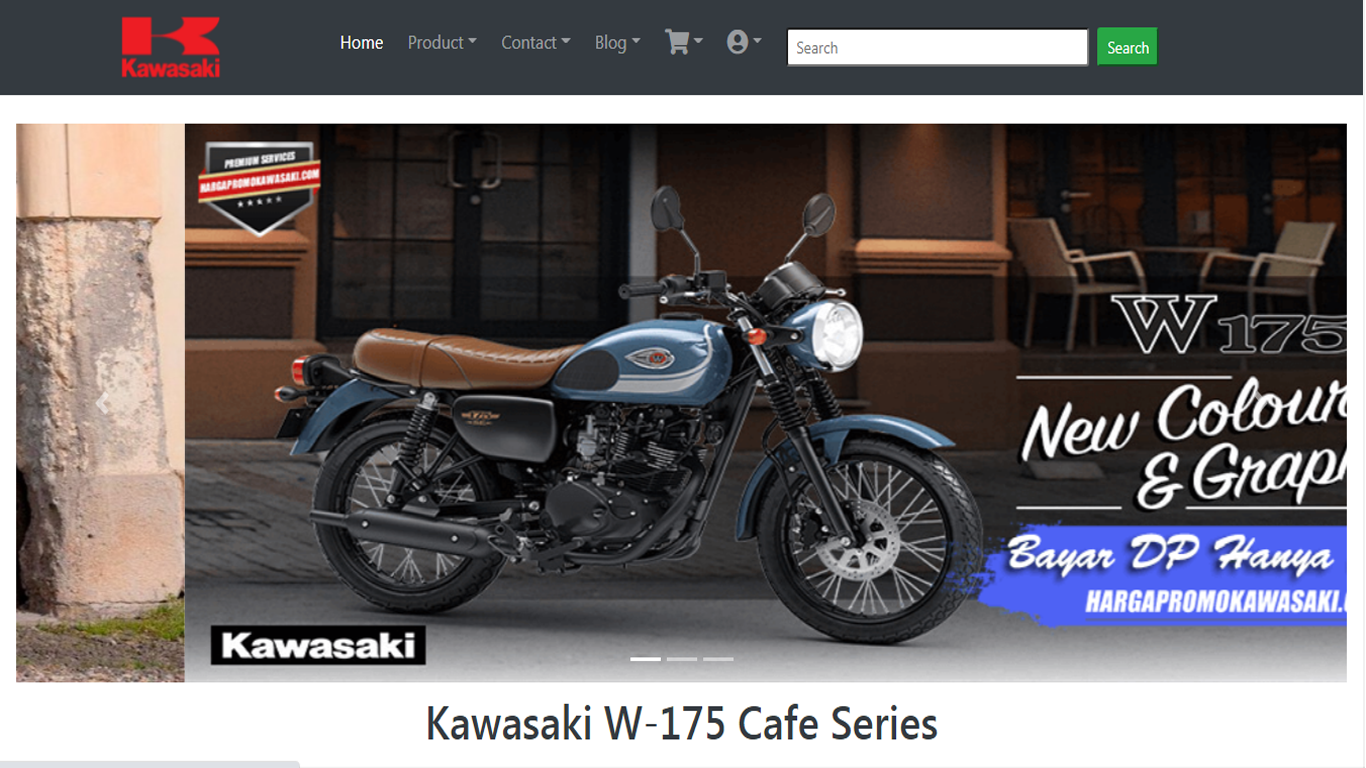 Kawasaki
Home
Product
Contact
Blog
Search
Search
PREMIUM SERVICES
HARGAPROMOKAWASAKI.COM
W175
New Colour
& Graph
Bayar DP Hanya
HARGAPROMOKAWASAKI.
Kawasaki
Kawasaki W-175 Cafe Series